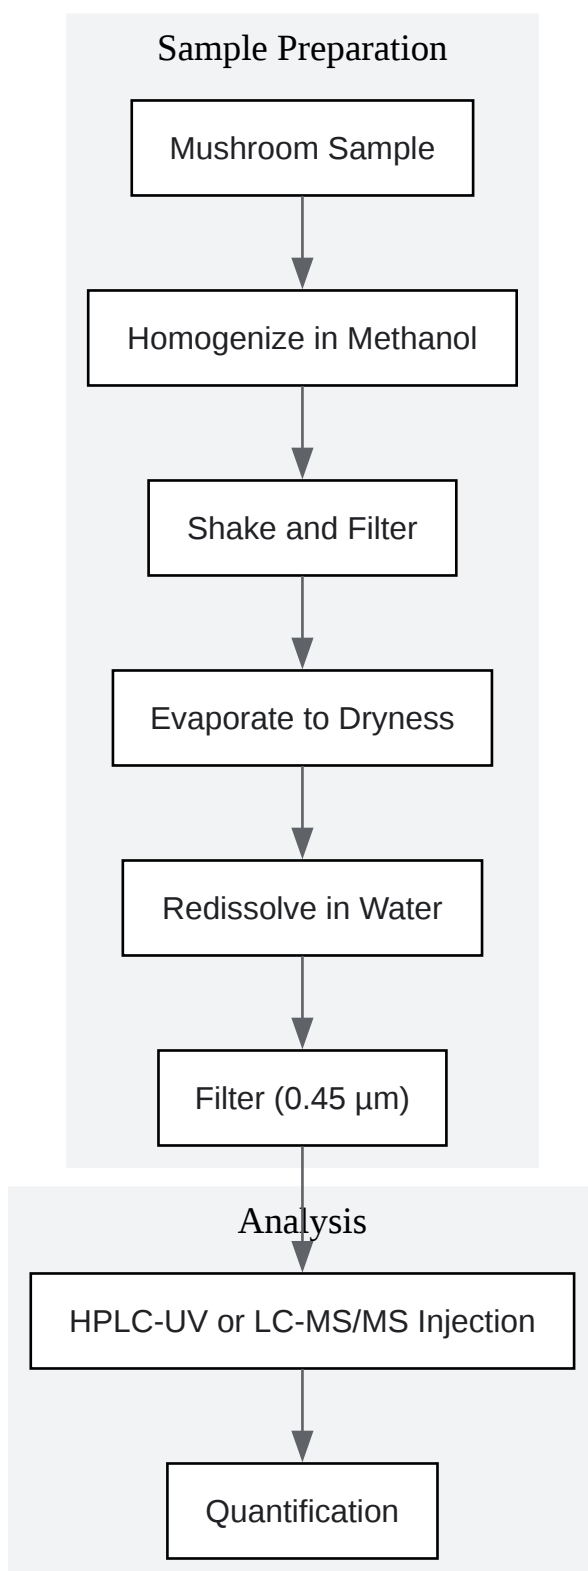 Sample Preparation
Mushroom Sample
Homogenize in Methanol
Shake and Filter
Evaporate to Dryness
Redissolve in Water
Filter (0.45 µm)
Analysis
HPLC-UV or LC-MS/MS Injection
Quantification